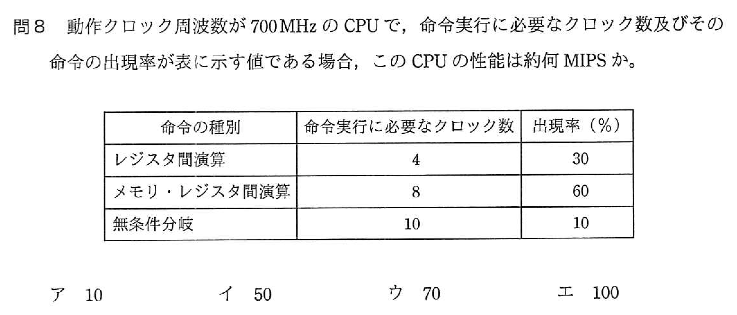 問8 動作クロック周波数が700MHzのCPUで，命令実行に必要なクロック数及びその
命令の出現率が表に示す値である場合，このCPUの性能は約何MIPSか。
命令の種別 命令実行に必要なクロック数 出現率（%）
レジスタ間演算 4 30
メモリ・レジスタ間演算 8 60
無条件分岐 10 10
ア 10 イ 50 ウ 70 エ 100